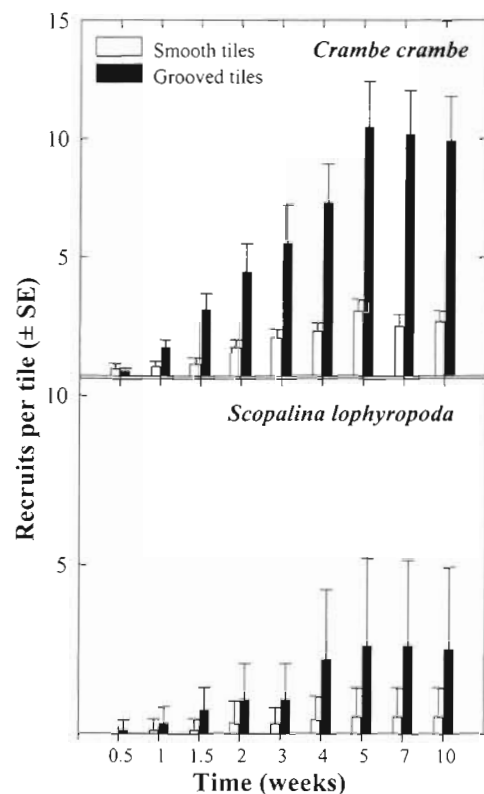 15
Smooth tiles
Crambe crambe
Grooved tiles
10
5
Recruits per tile (± SE)
10
Scopalina lophyropoda
5
0.5 1 1.5 2 3 4 5 7 10
Time (weeks)